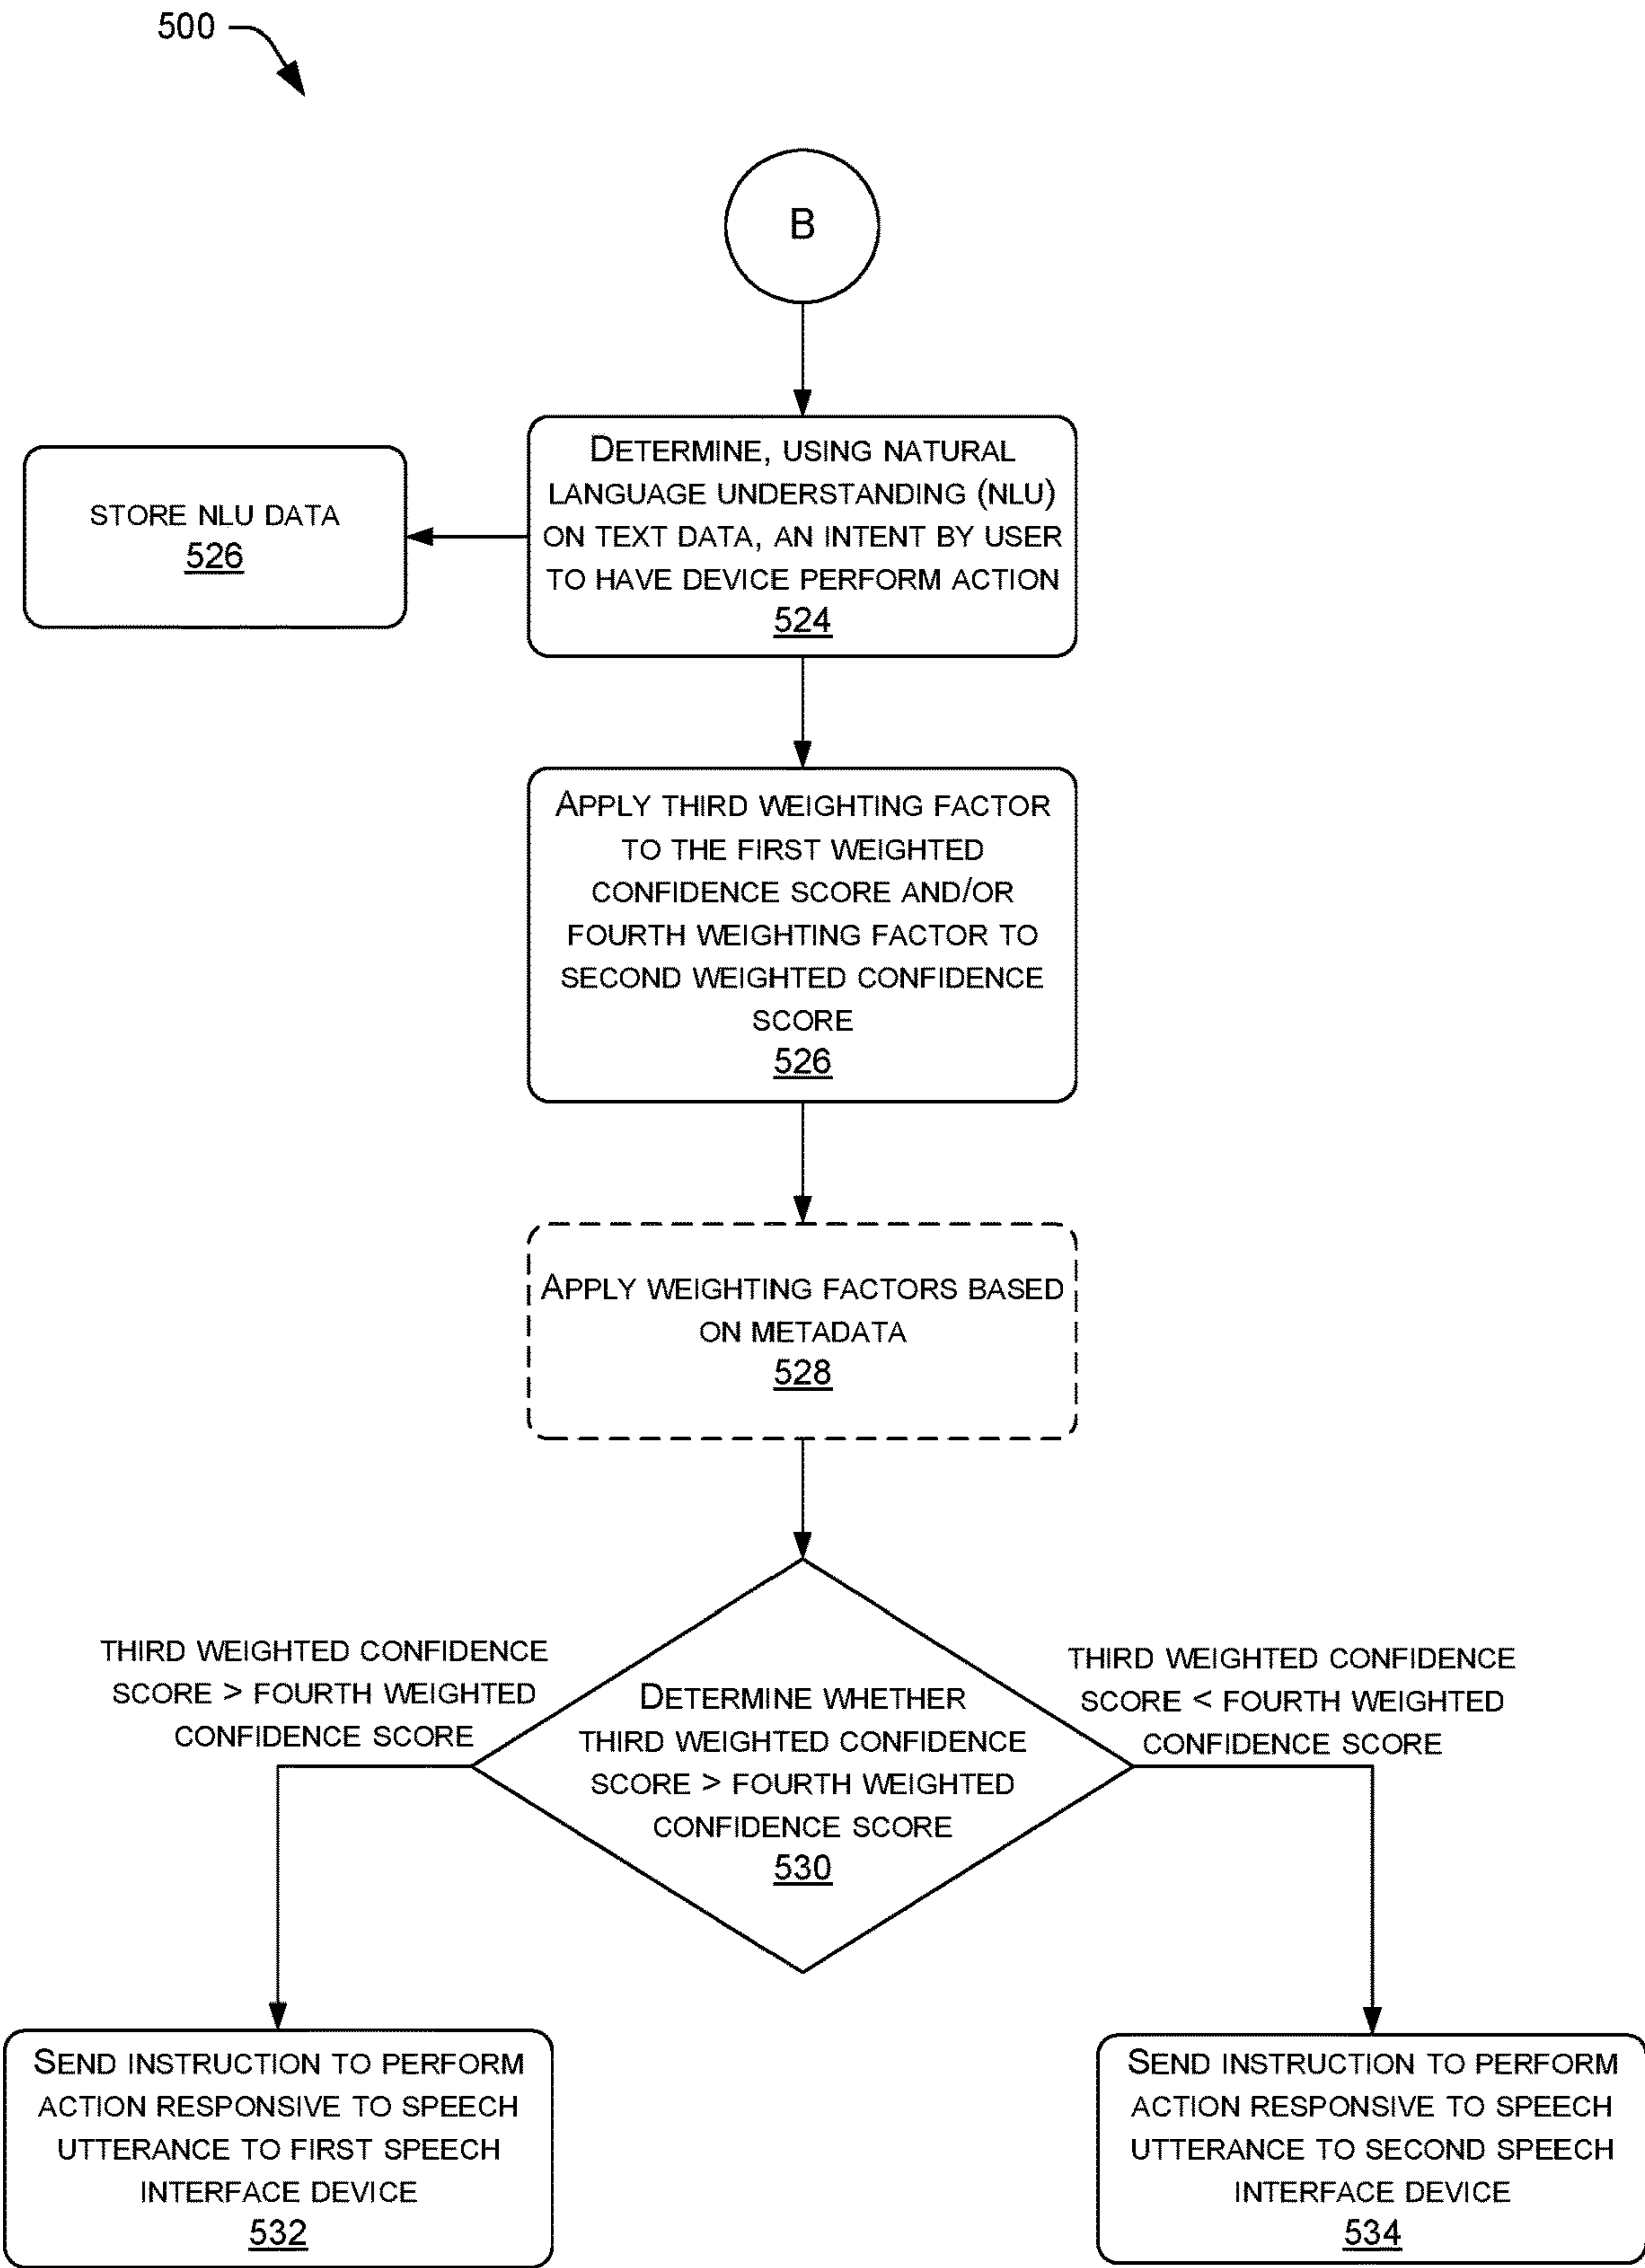 500
B
DETERMINE, USING NATURAL
LANGUAGE UNDERSTANDING (NLU)
ON TEXT DATA, AN INTENT BY USER
TO HAVE DEVICE PERFORM ACTION
524
STORE NLU DATA
526
APPLY THIRD WEIGHTING FACTOR
TO THE FIRST WEIGHTED
CONFIDENCE SCORE AND/OR
FOURTH WEIGHTING FACTOR TO
SECOND WEIGHTED CONFIDENCE
SCORE
526
APPLY WEIGHTING FACTORS BASED
ON METADATA
528
THIRD WEIGHTED CONFIDENCE
SCORE > FOURTH WEIGHTED
CONFIDENCE SCORE
DETERMINE WHETHER
THIRD WEIGHTED CONFIDENCE
SCORE > FOURTH WEIGHTED
CONFIDENCE SCORE
530
THIRD WEIGHTED CONFIDENCE
SCORE < FOURTH WEIGHTED
CONFIDENCE SCORE
SEND INSTRUCTION TO PERFORM
ACTION RESPONSIVE TO SPEECH
UTTERANCE TO FIRST SPEECH
INTERFACE DEVICE
532
SEND INSTRUCTION TO PERFORM
ACTION RESPONSIVE TO SPEECH
UTTERANCE TO SECOND SPEECH
INTERFACE DEVICE
534